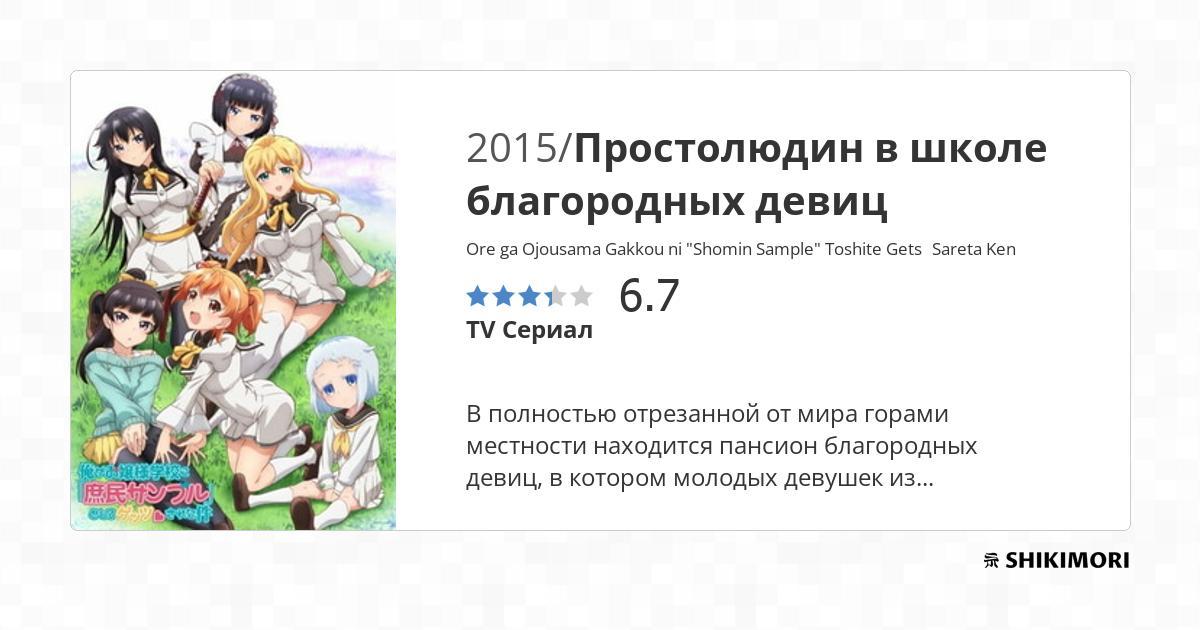 2015/Простолюдин в школе
благородных девиц
Ore ga Ojousama Gakkou ni "Shomin Sample" Toshite Gets Sareta Ken
6.7
TV Сериал
В полностью отрезанной от мира горами
местности находится пансион благородных
девиц, в котором молодых девушек из...
俺がお嬢様学校に
「庶民サンプル」
としてゲッツ♥された件
SHIKIMORI